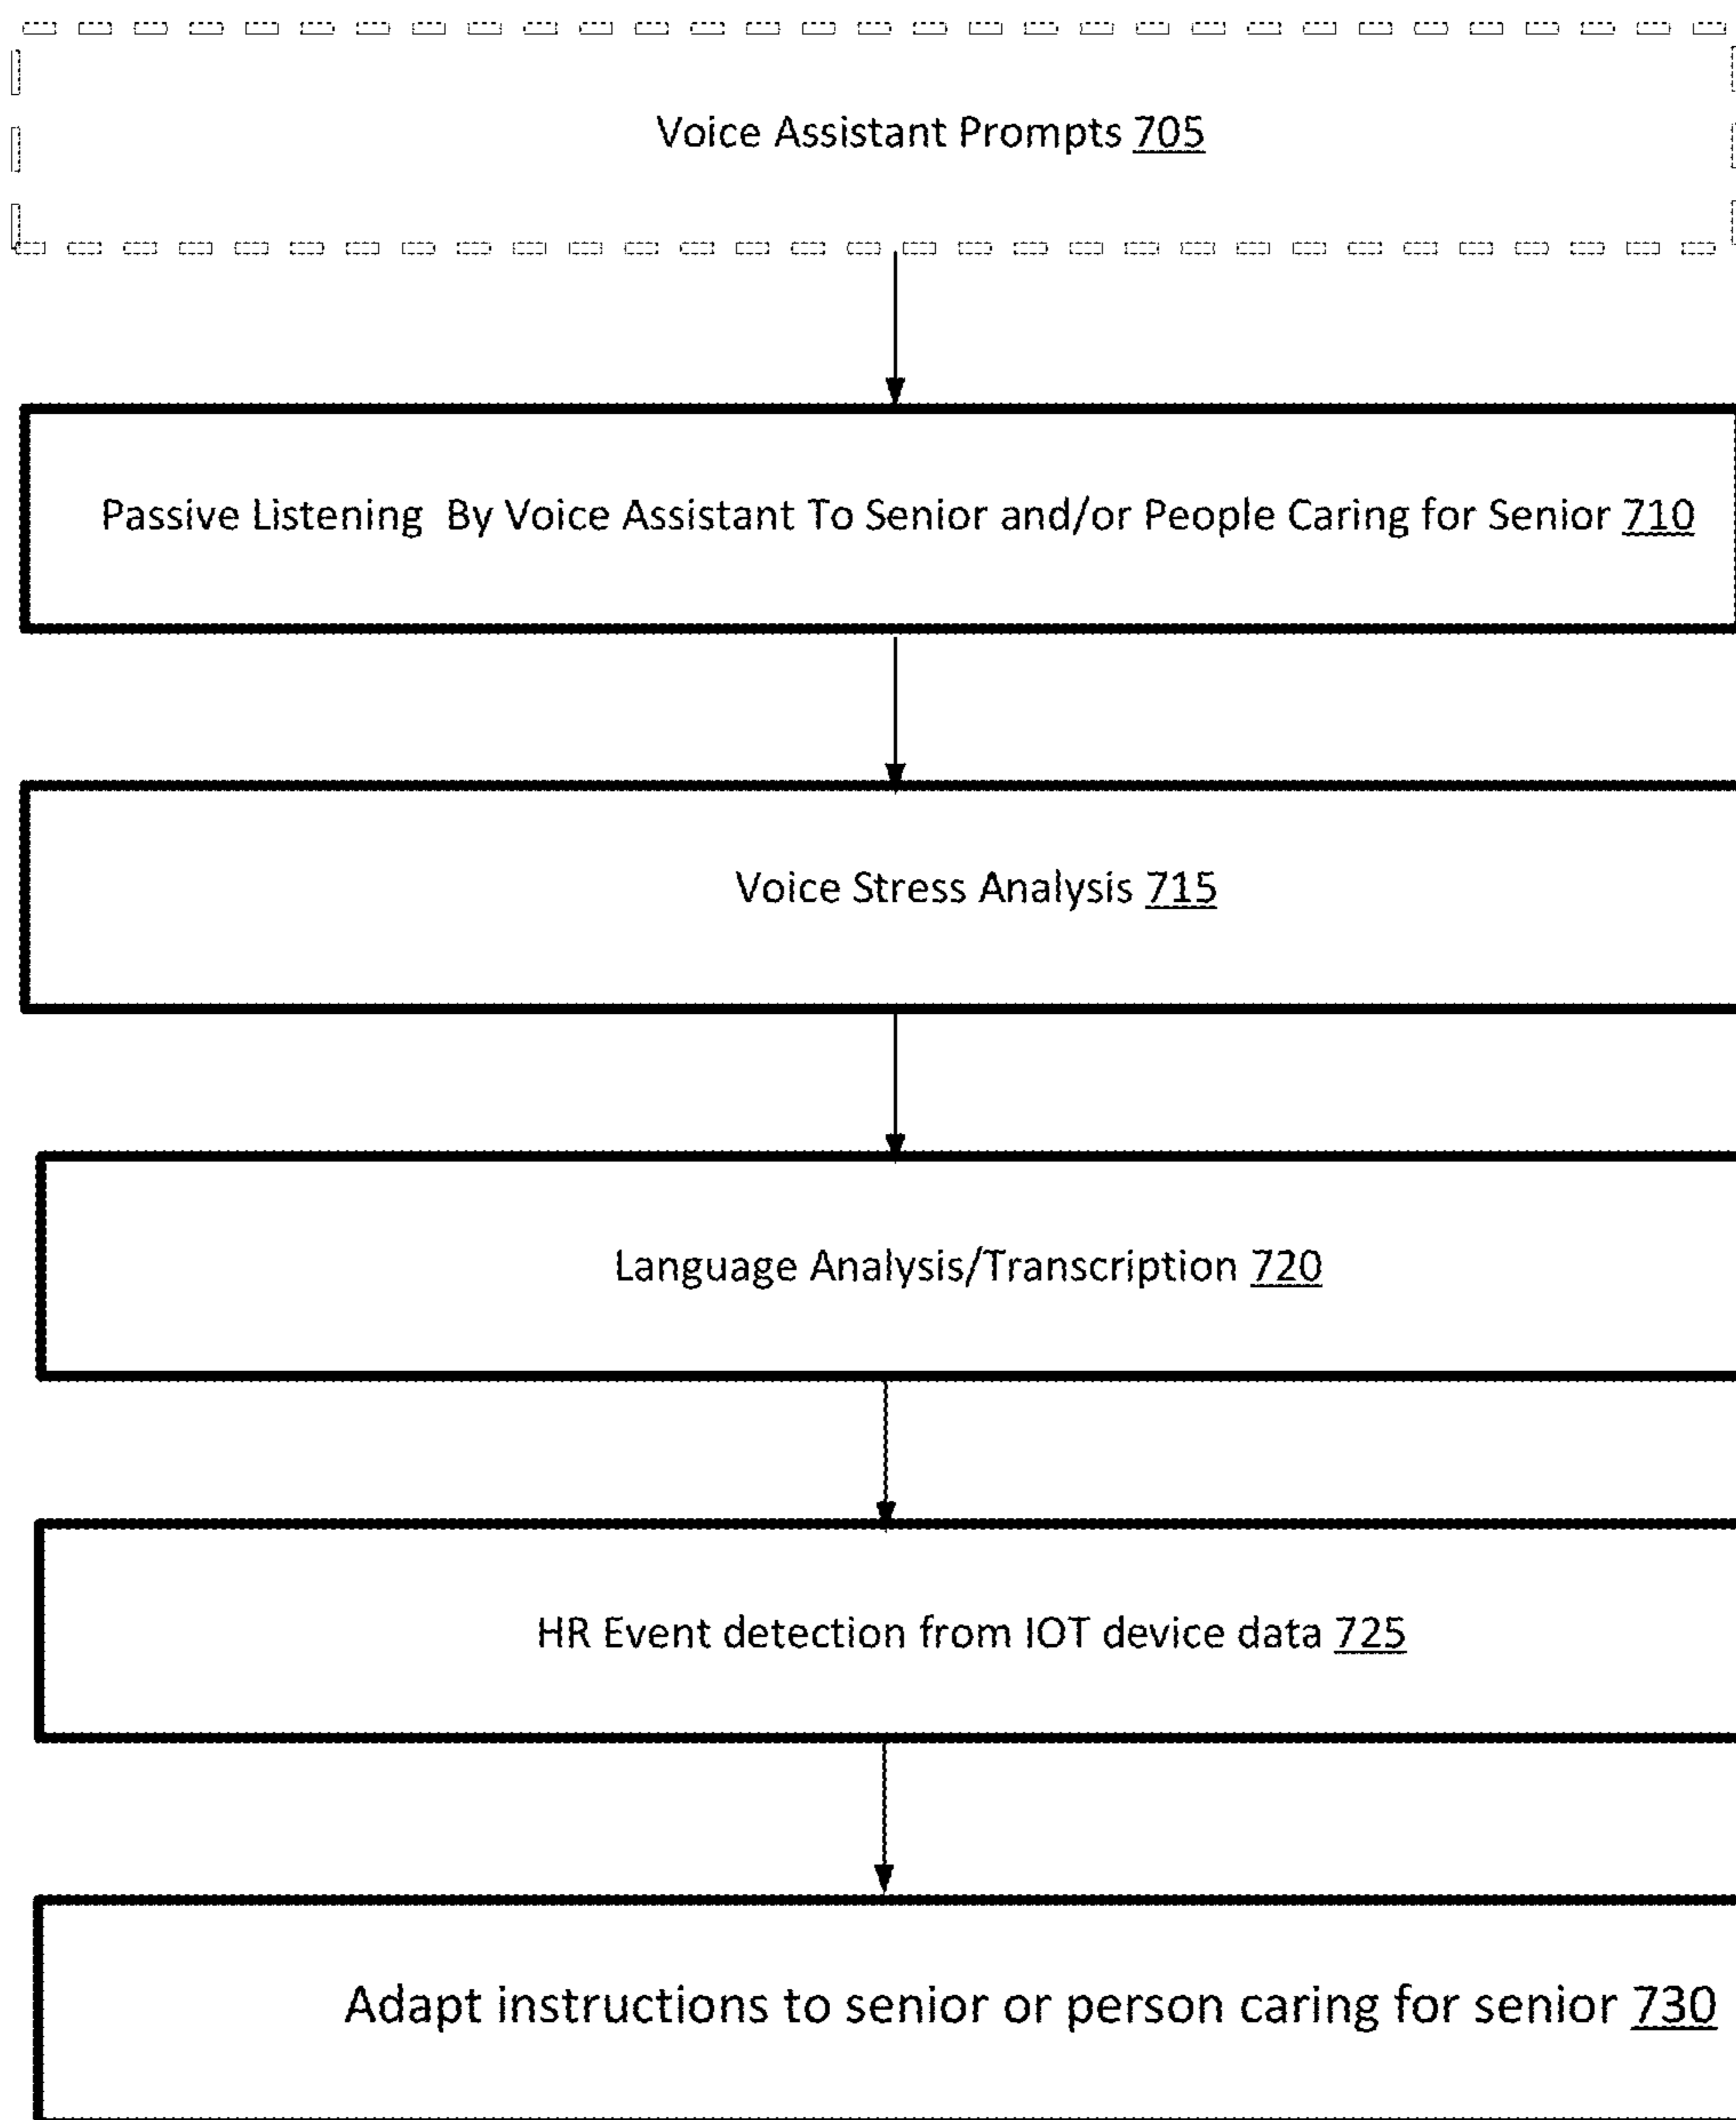 Voice Assistant Prompts 705
Passive Listening By Voice Assistant To Senior and/or People Caring for Senior 710
Voice Stress Analysis 715
Language Analysis/Transcription 720
HR Event detection from IOT device data 725
Adapt instructions to senior or person caring for senior 730